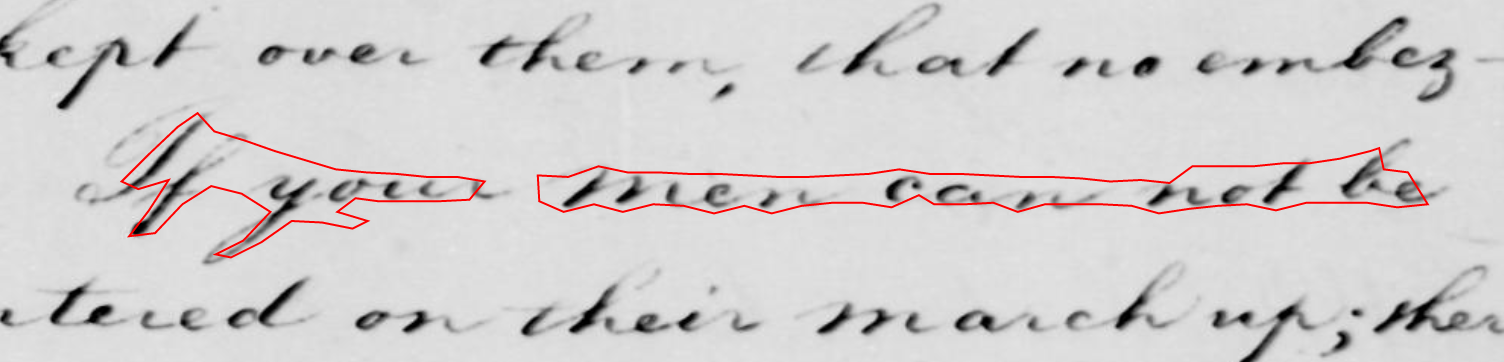 kept over them, that no embez-
If your men can not be
tered on their march up; ther